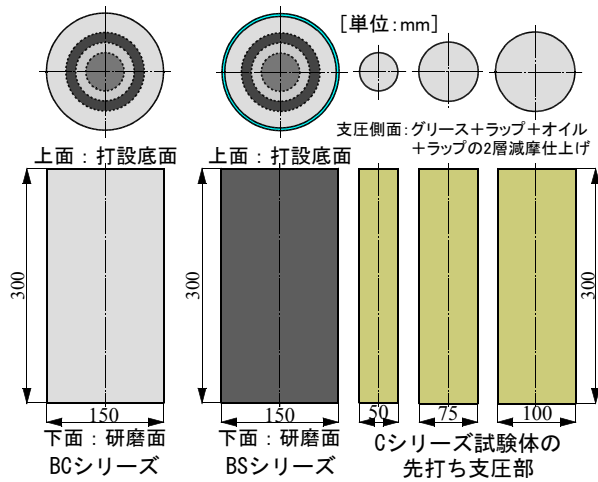 [単位:mm]
支圧側面:グリース+ラップ+オイル
+ラップの2層減摩仕上げ
上面:打設底面
上面:打設底面
300
300
300
150
150
50
75
100
下面:研磨面
下面:研磨面
Cシリーズ試験体の
先打ち支圧部
BCシリーズ
BSシリーズ